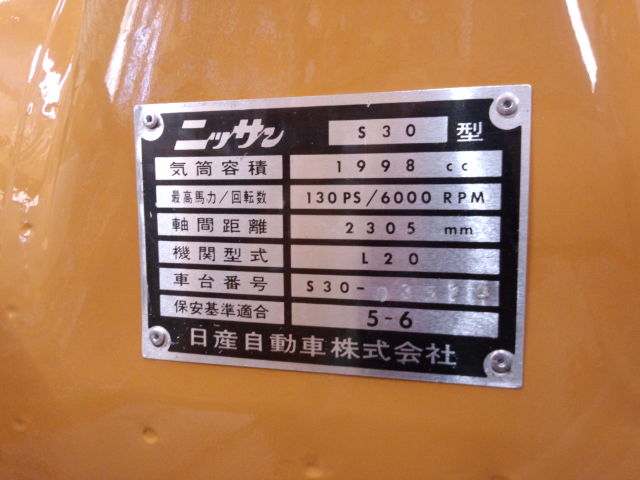 ニッサン S30 型
気筒容積 1998 cc
最高馬力/回転数 130PS/6000 RPM
軸間距離 2305 mm
機関型式 L20
車台番号 S30-
保安基準適合 5-6
日産自動車株式会社